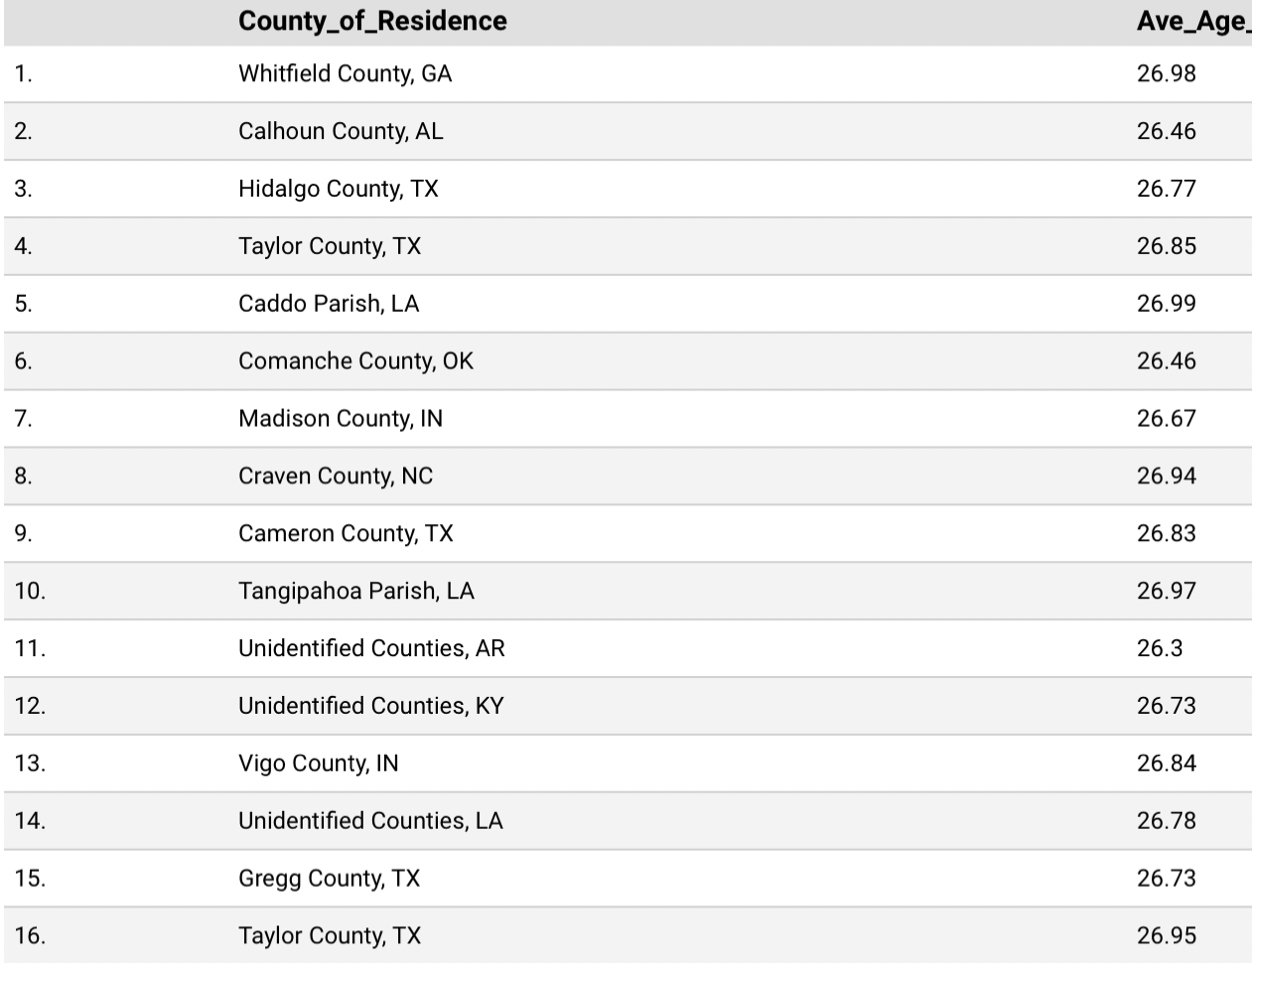 County_of_Residence Ave_Age_
1. Whitfield County, GA 26.98
2. Calhoun County, AL 26.46
3. Hidalgo County, TX 26.77
4. Taylor County, TX 26.85
5. Caddo Parish, LA 26.99
6. Comanche County, OK 26.46
7. Madison County, IN 26.67
8. Craven County, NC 26.94
9. Cameron County, TX 26.83
10. Tangipahoa Parish, LA 26.97
11. Unidentified Counties, AR 26.3
12. Unidentified Counties, KY 26.73
13. Vigo County, IN 26.84
14. Unidentified Counties, LA 26.78
15. Gregg County, TX 26.73
16. Taylor County, TX 26.95